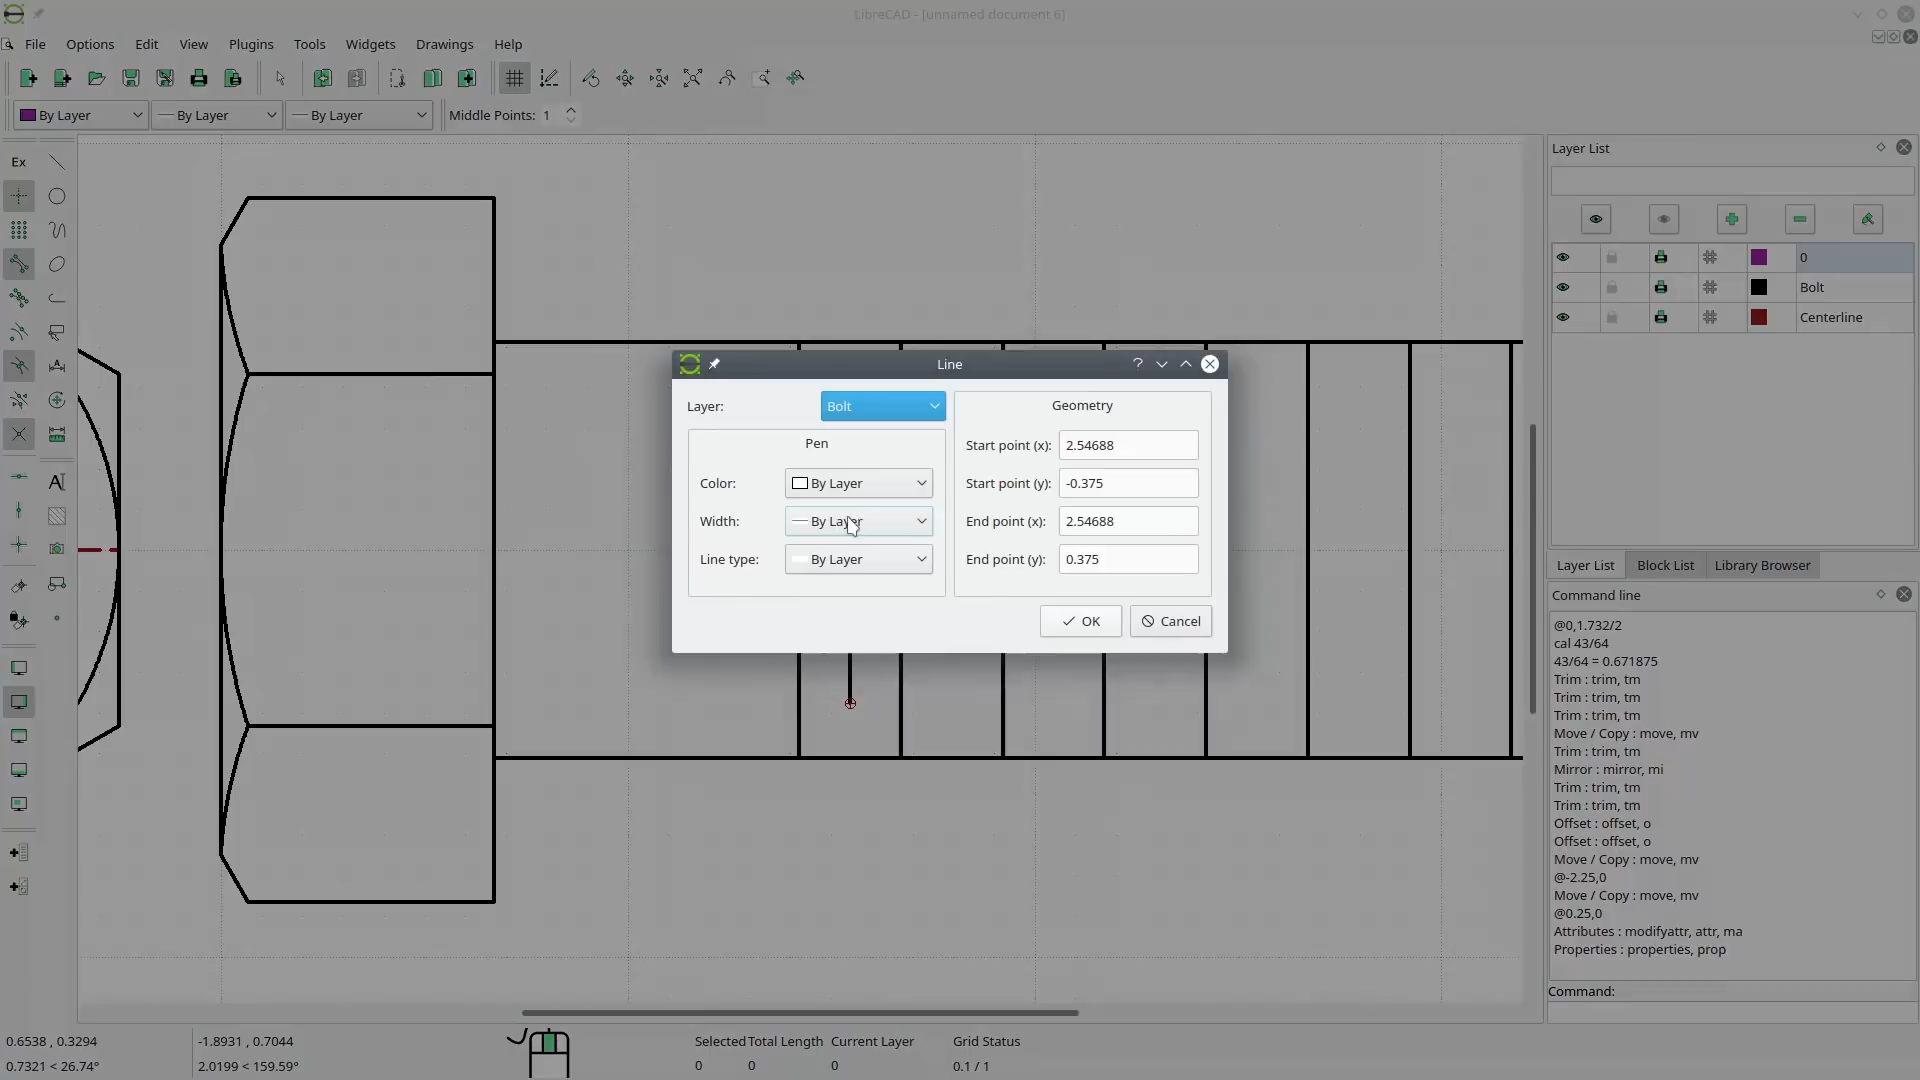 LibreCAD - [unnamed document 6]
File Options Edit View Plugins Tools Widgets Drawings Help
By Layer By Layer By Layer Middle Points: 1
Ex
A
Layer List
0
Bolt
Centerline
Layer List Block List Library Browser
Line
Layer: Bolt
Pen
Color: By Layer
Width: By Layer
Line type: By Layer
Geometry
Start point (x): 2.54688
Start point (y): -0.375
End point (x): 2.54688
End point (y): 0.375
OK Cancel
Command line
@0,1.732/2
cal 43/64
43/64 = 0.671875
Trim : trim, tm
Trim : trim, tm
Trim : trim, tm
Move / Copy : move, mv
Trim : trim, tm
Mirror : mirror, mi
Trim : trim, tm
Trim : trim, tm
Offset : offset, o
Offset : offset, o
Move / Copy : move, mv
@-2.25,0
Move / Copy : move, mv
@0.25,0
Attributes : modifyattr, attr, ma
Properties : properties, prop
Command:
0.6538 , 0.3294 -1.8931 , 0.7044 Selected Total Length Current Layer Grid Status
0.7321 < 26.74° 2.0199 < 159.59° 0 0 0 0.1 / 1